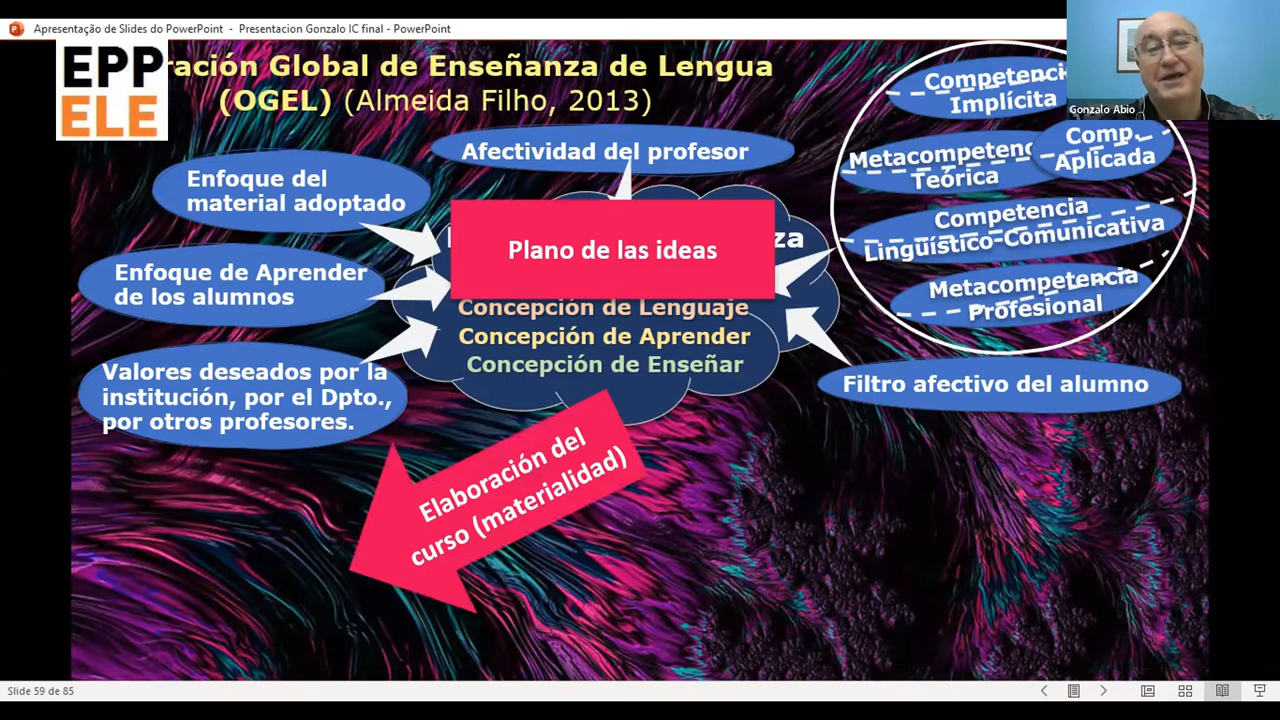 Apresentação de Slides do PowerPoint - Presentacion Gonzalo IC final - PowerPoint
EPP
ELE
ración Global de Enseñanza de Lengua
(OGEL) (Almeida Filho, 2013)
Gonzalo Abio
Afectividad del profesor
Enfoque del
material adoptado
Enfoque de Aprender
de los alumnos
Valores deseados por la
institución, por el Dpto.,
por otros profesores.
Plano de las ideas
za
Concepción de Lenguaje
Concepción de Aprender
Concepción de Enseñar
Competenci
Implícita
Metacompetenc
Teórica
Comp.
Aplicada
Competencia
Lingüístico-Comunicativa
Metacompetencia
Profesional
Filtro afectivo del alumno
Elaboración del
curso (materialidad)
Slide 59 de 85